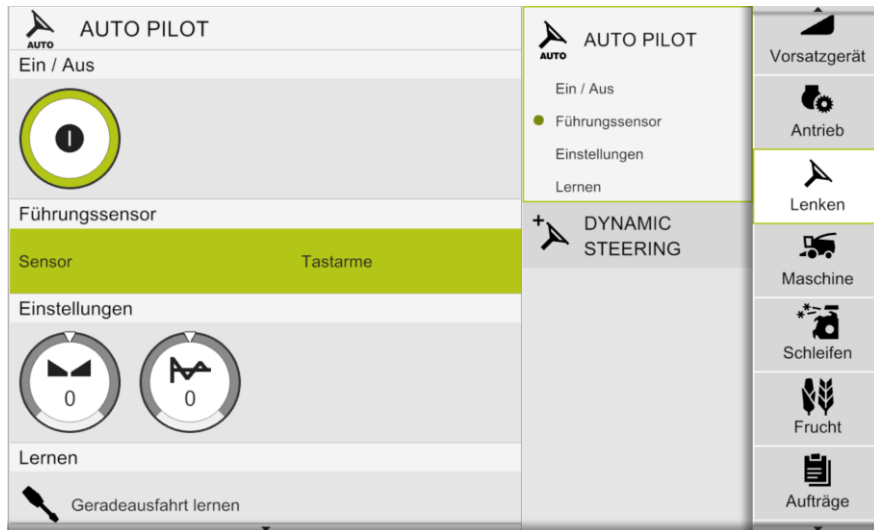 AUTO
AUTO PILOT
Ein / Aus
Führungssensor
Sensor
Tastarme
Einstellungen
0
0
Lernen
Geradeausfahrt lernen
AUTO
AUTO PILOT
Ein / Aus
Führungssensor
Einstellungen
Lernen
DYNAMIC
STEERING
Vorsatzgerät
Antrieb
Lenken
Maschine
Schleifen
Frucht
Aufträge